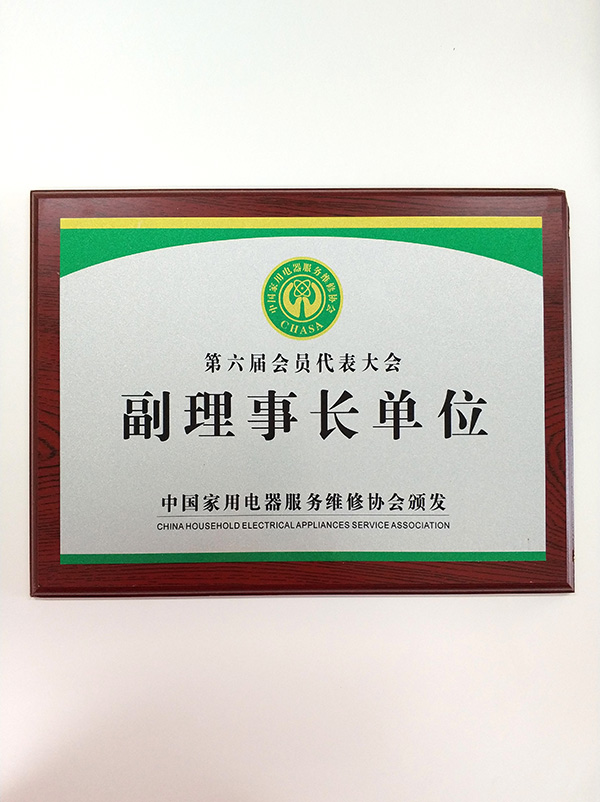 中国家用电器服务维修协会
CHASA
第六届会员代表大会
副理事长单位
中国家用电器服务维修协会颁发
CHINA HOUSEHOLD ELECTRICAL APPLIANCES SERVICE ASSOCIATION